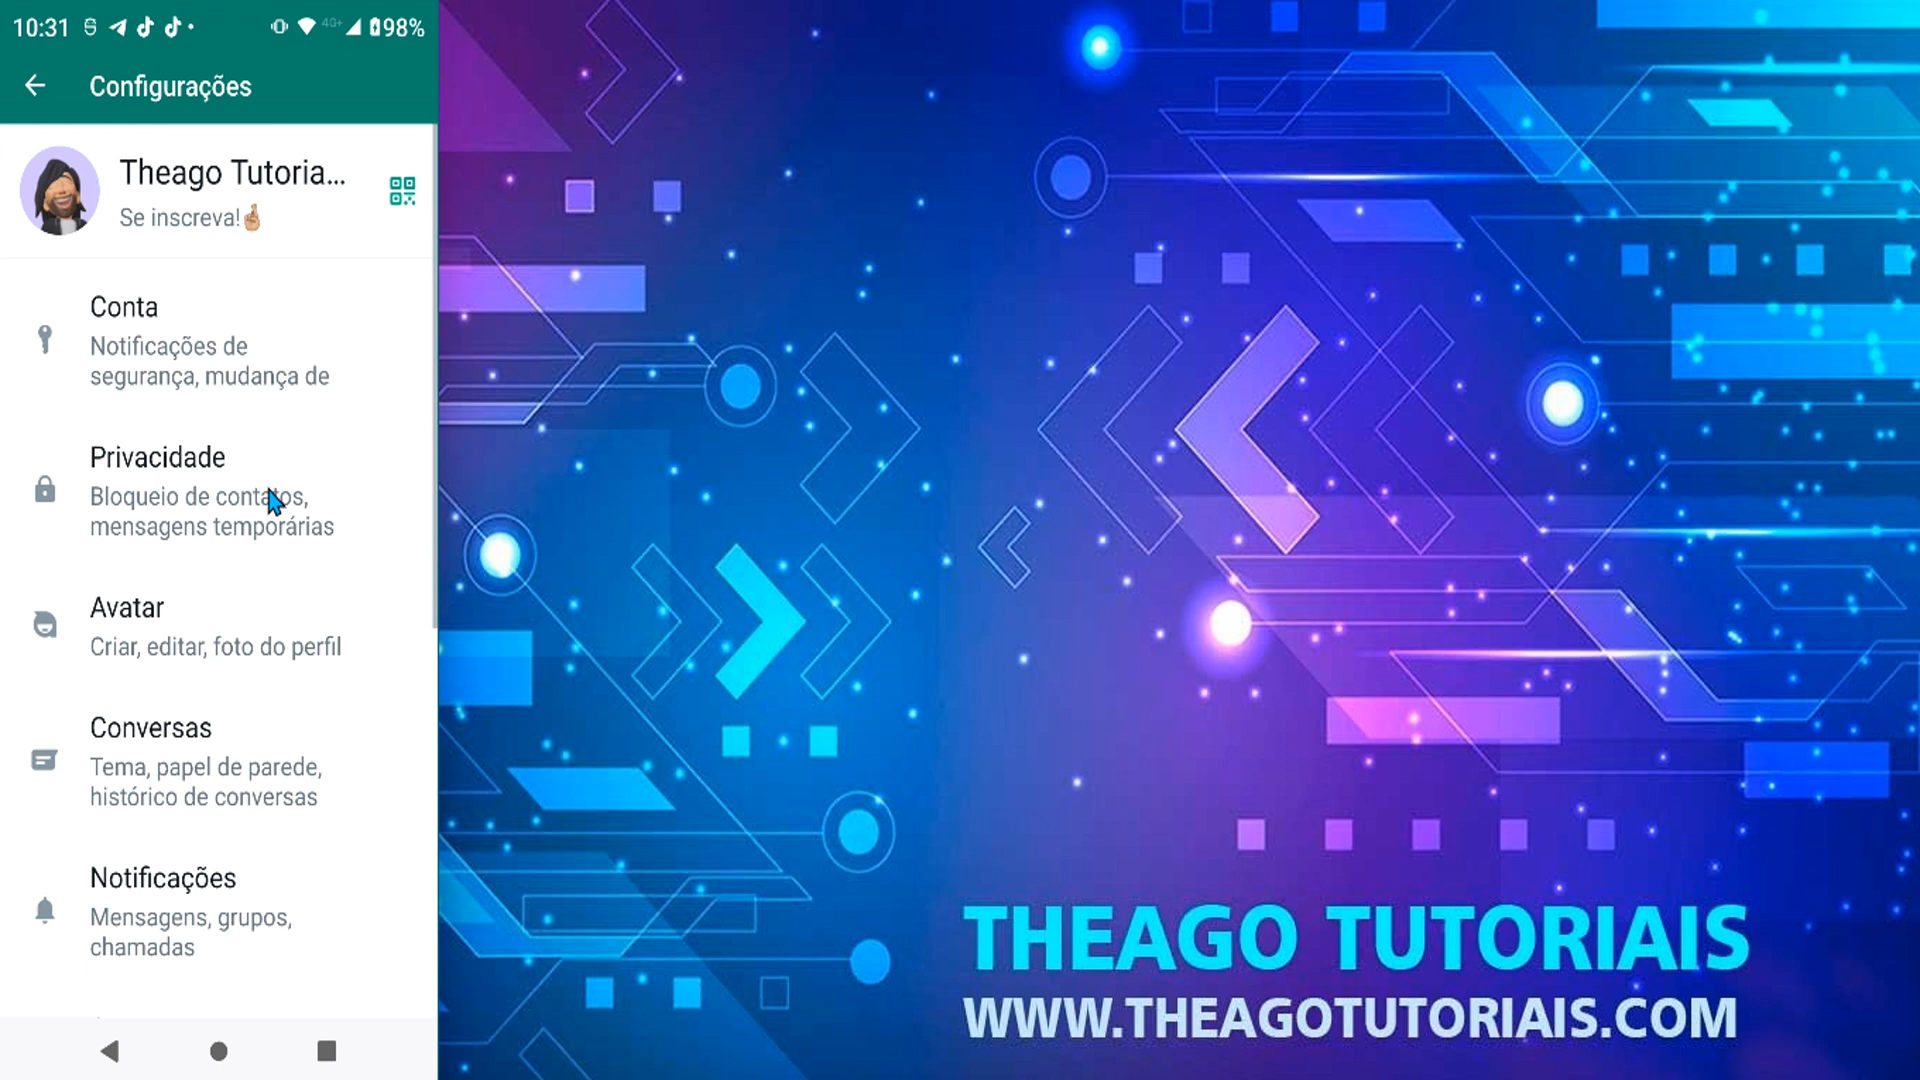 10:31 4G+ 98%
Configurações
Theago Tutoria...
Se inscreva!🤞
Conta
Notificações de
segurança, mudança de
Privacidade
Bloqueio de contatos,
mensagens temporárias
Avatar
Criar, editar, foto do perfil
Conversas
Tema, papel de parede,
histórico de conversas
Notificações
Mensagens, grupos,
chamadas
THEAGO TUTORIAIS
WWW.THEAGOTUTORIAIS.COM